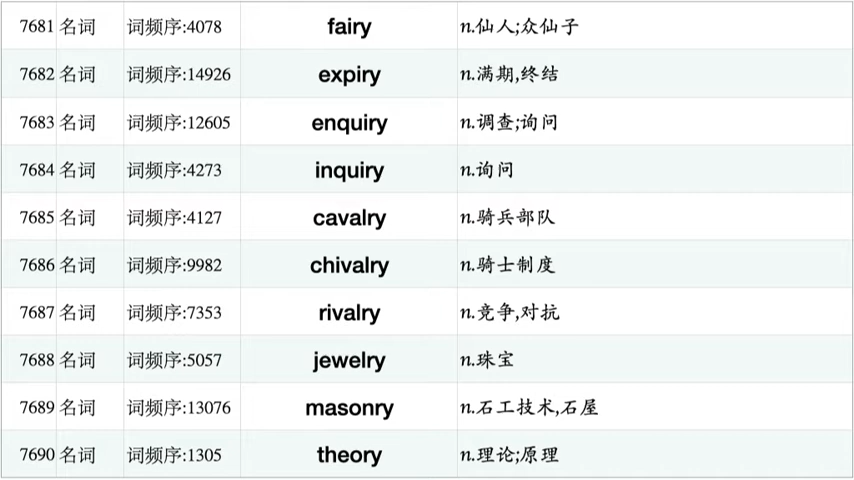 7681 名词 词频序:4078 fairy n.仙人;众仙子
7682 名词 词频序:14926 expiry n.满期,终结
7683 名词 词频序:12605 enquiry n.调查;询问
7684 名词 词频序:4273 inquiry n.询问
7685 名词 词频序:4127 cavalry n.骑兵部队
7686 名词 词频序:9982 chivalry n.骑士制度
7687 名词 词频序:7353 rivalry n.竞争,对抗
7688 名词 词频序:5057 jewelry n.珠宝
7689 名词 词频序:13076 masonry n.石工技术,石屋
7690 名词 词频序:1305 theory n.理论;原理